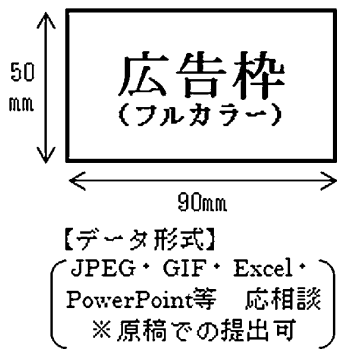 50
mm
広告枠
（フルカラー）
90mm
【データ形式】
JPEG・GIF・Excel・
PowerPoint等　応相談
※原稿での提出可